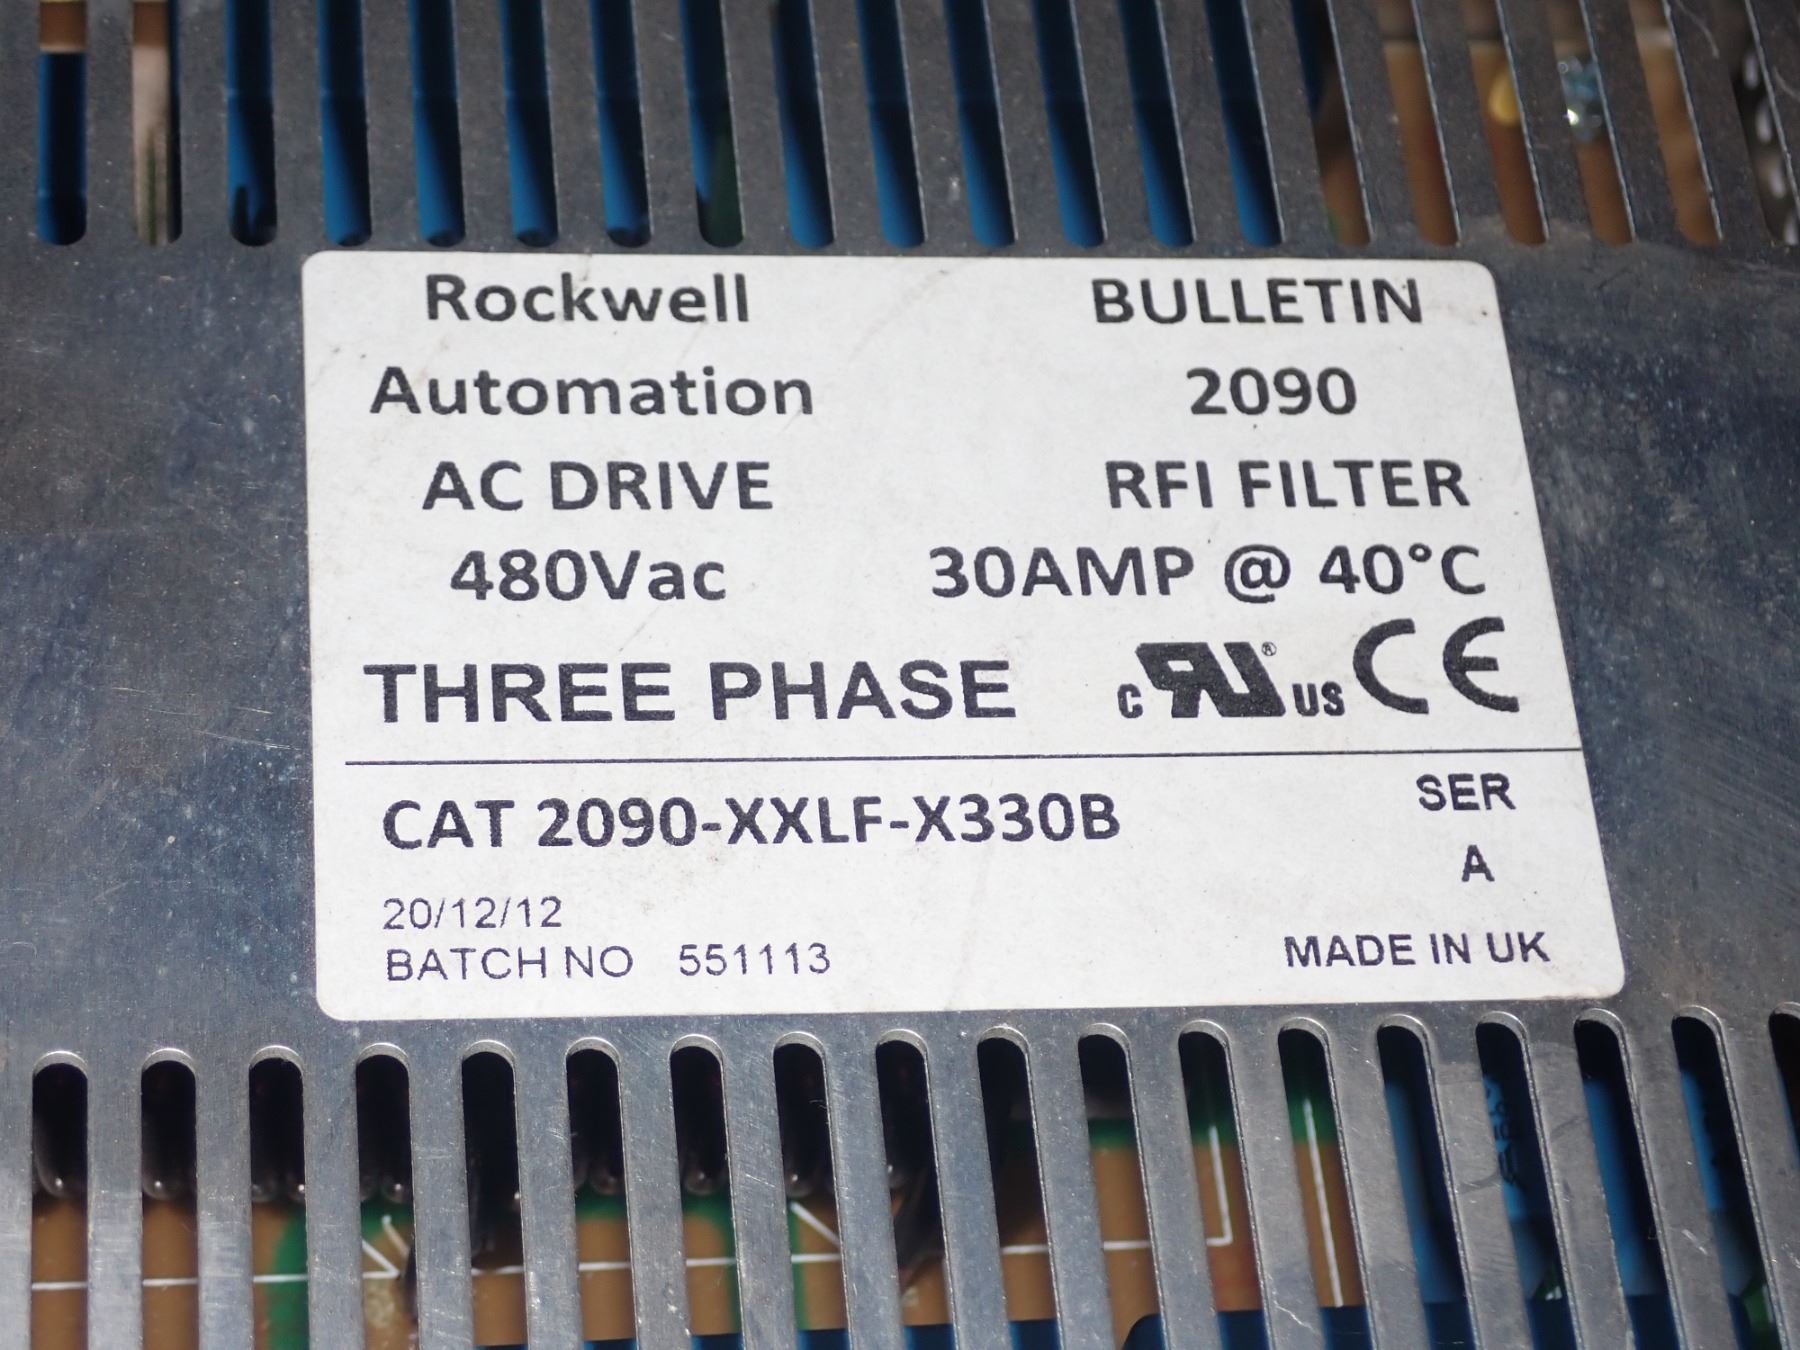 Rockwell BULLETIN
Automation 2090
AC DRIVE RFI FILTER
480Vac 30AMP @ 40°C
THREE PHASE c RU ® US CE
CAT 2090-XXLF-X330B SER
A
20/12/12
BATCH NO 551113 MADE IN UK